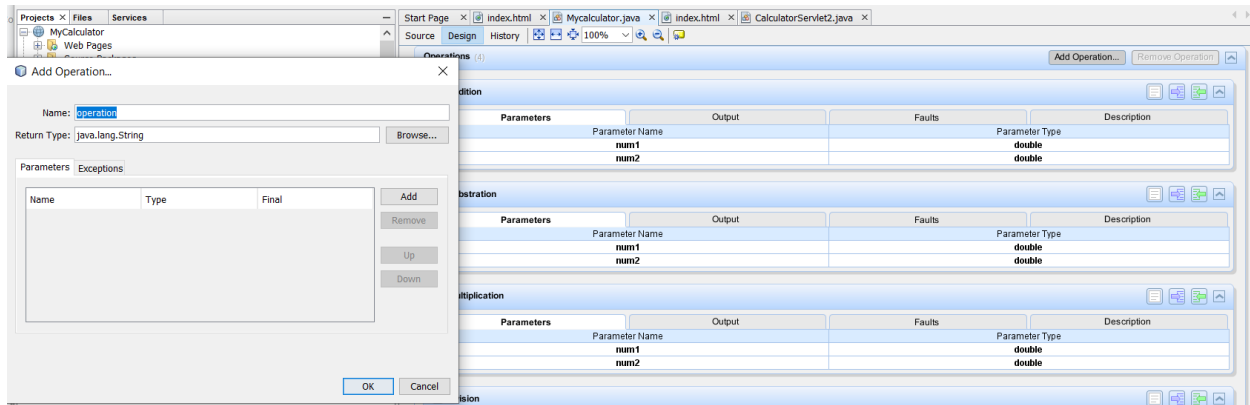 Projects Files Services
Start Page index.html Mycalculator.java index.html CalculatorServlet2.java
MyCalculator
Source Design History 100%
Web Pages
Operations (4) Add Operation... Remove Operation
Add Operation...
Name: operation
Return Type: java.lang.String Browse...
Parameters Exceptions
Name Type Final
Add
Remove
Up
Down
OK Cancel
dition
Parameters Output Faults Description
Parameter Name Parameter Type
num1 double
num2 double
bstration
Parameters Output Faults Description
Parameter Name Parameter Type
num1 double
num2 double
ltiplication
Parameters Output Faults Description
Parameter Name Parameter Type
num1 double
num2 double
ision